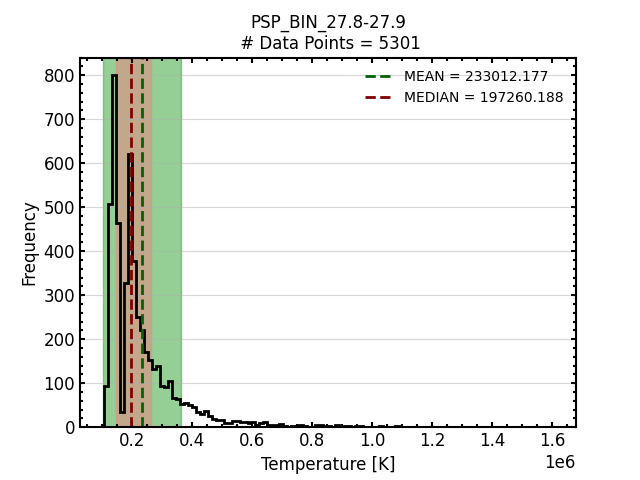 PSP_BIN_27.8-27.9
# Data Points = 5301
MEAN = 233012.177
MEDIAN = 197260.188
Frequency
800
700
600
500
400
300
200
100
0
0.2 0.4 0.6 0.8 1.0 1.2 1.4 1.6
Temperature [K]
1e6